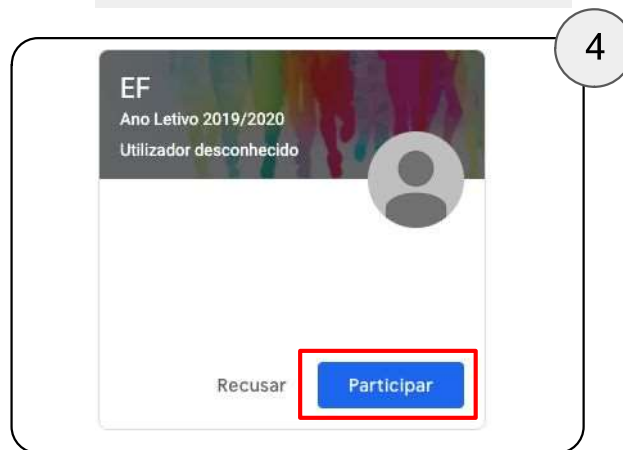 4
EF
Ano Letivo 2019/2020
Utilizador desconhecido
Recusar
Participar